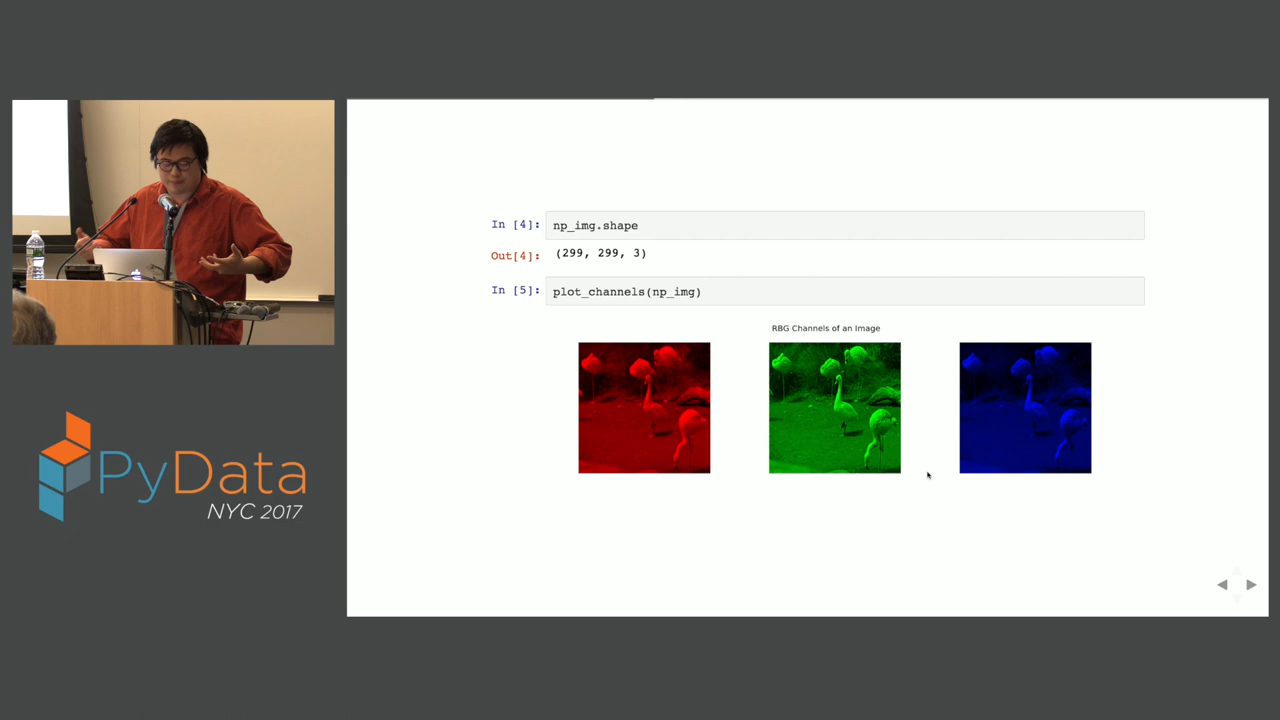 In [4]: np_img.shape
Out[4]: (299, 299, 3)
In [5]: plot_channels(np_img)
RBG Channels of an Image
PyData
NYC 2017